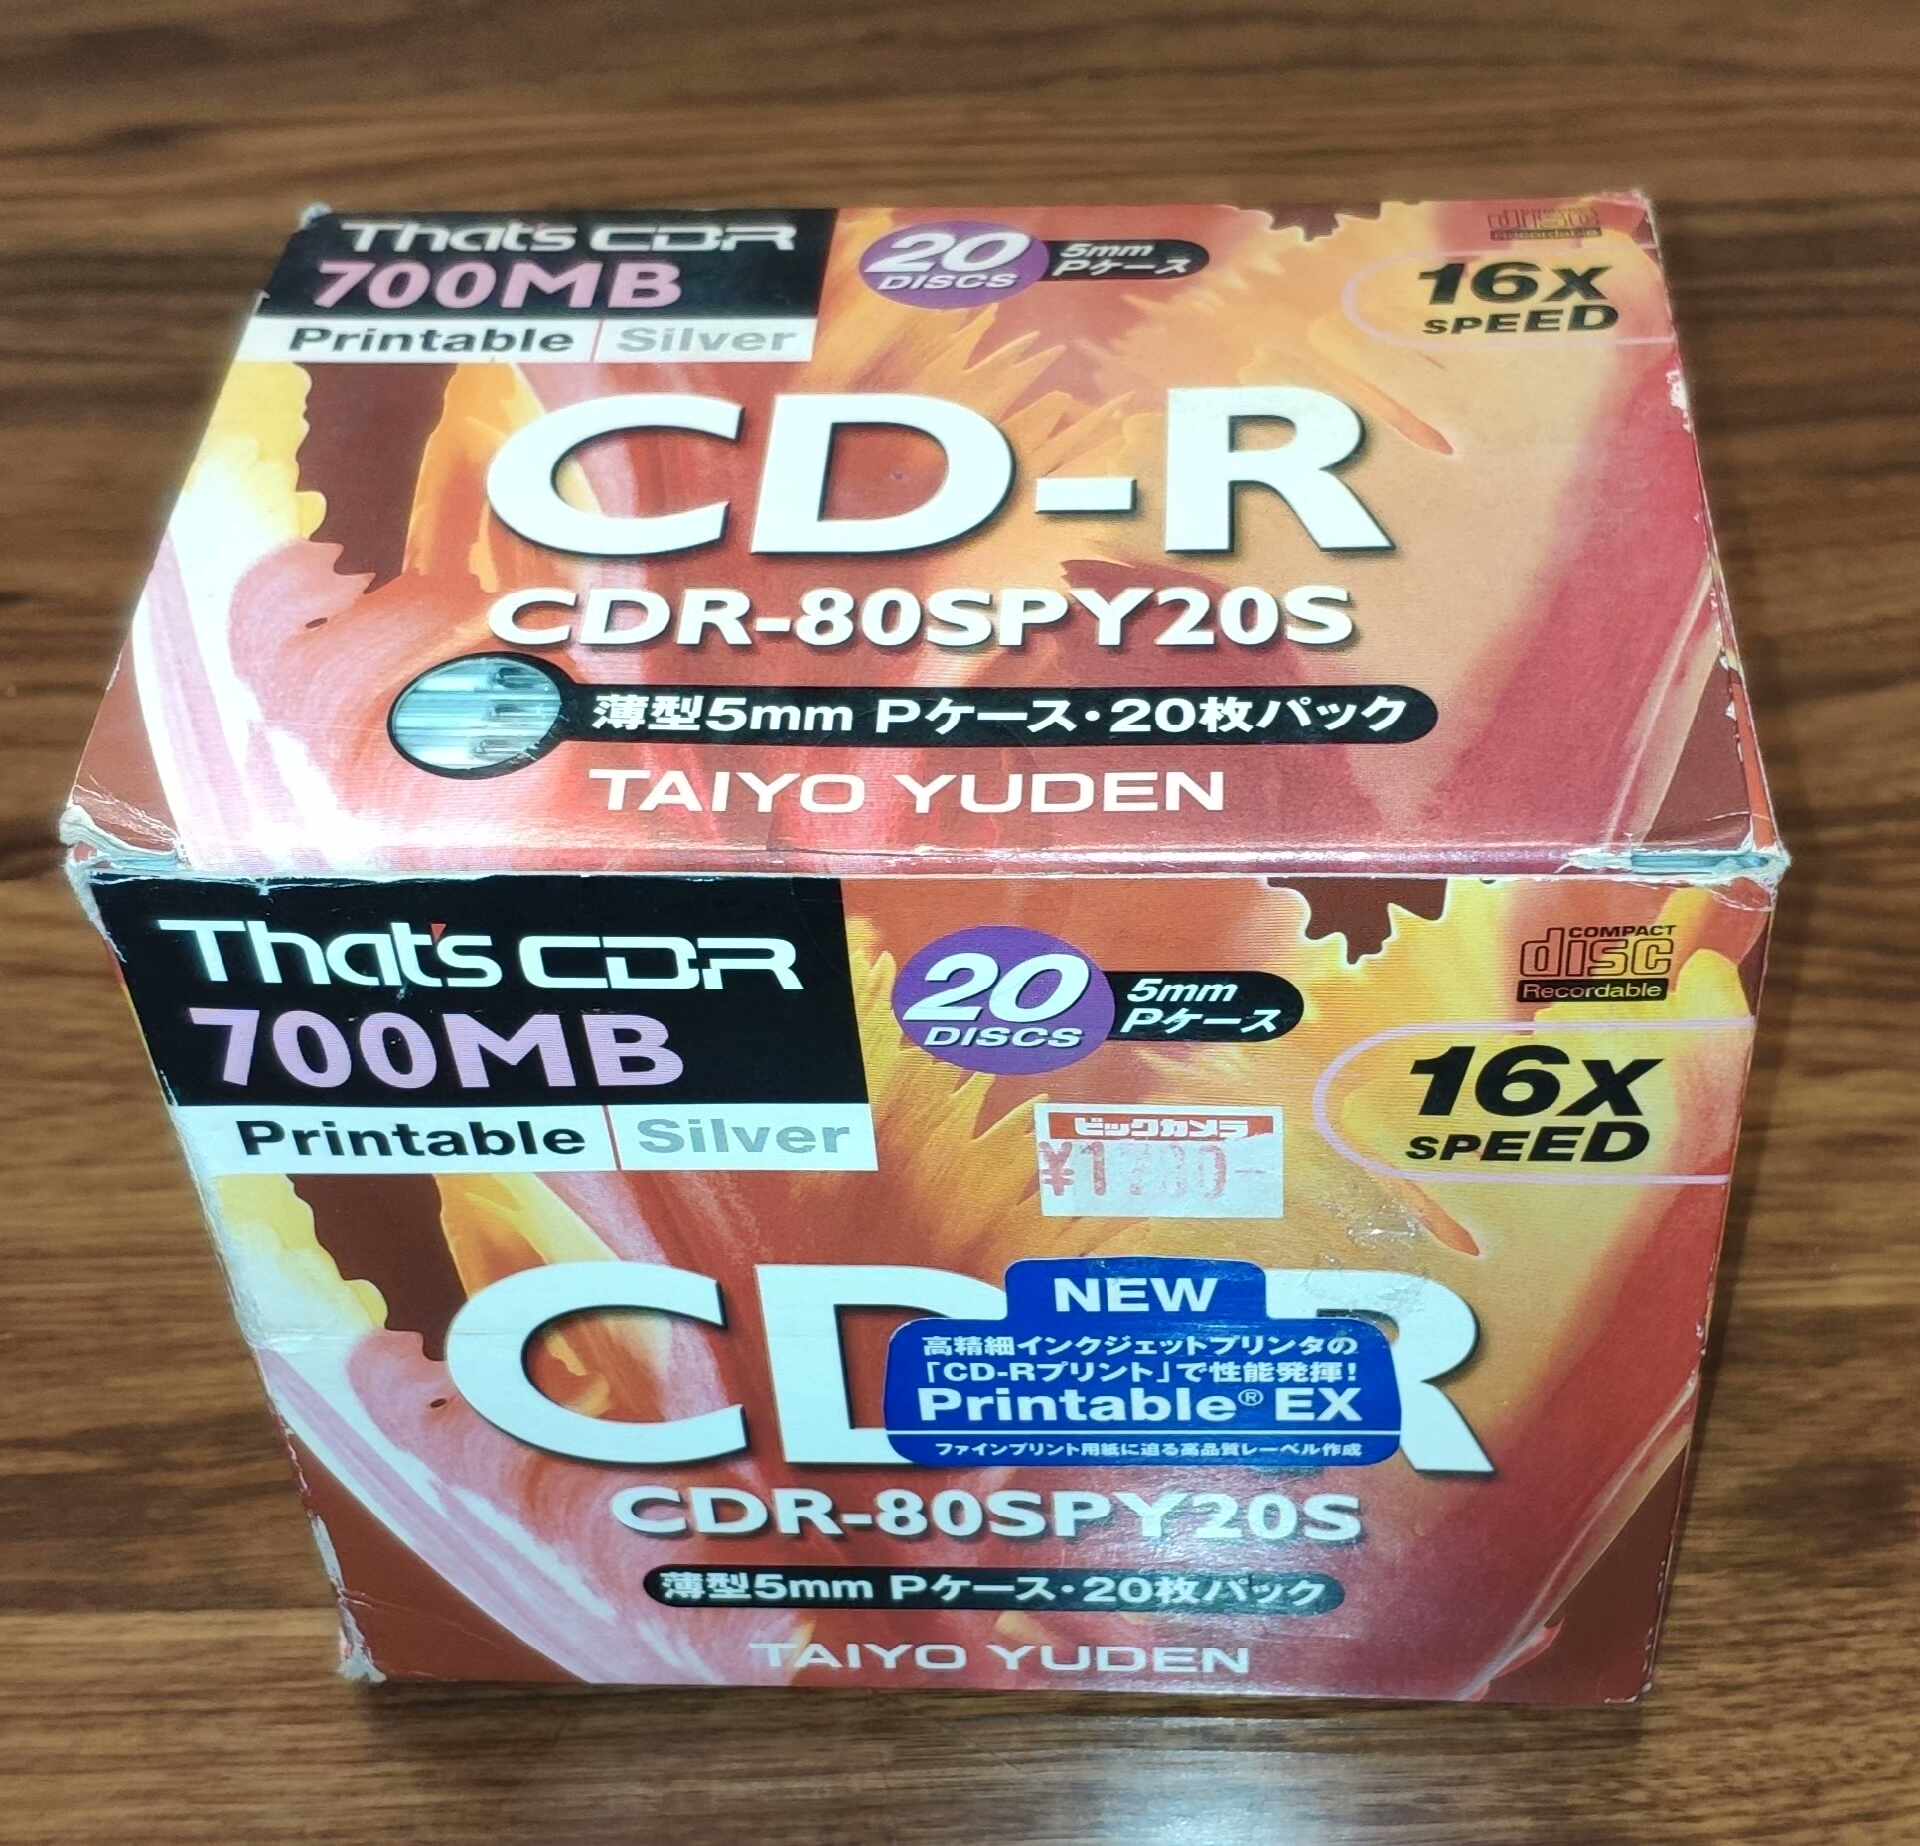 That's CD-R
700MB
Printable Silver
20
DISCS
5mm
Pケース
disc
Recordable
16X
SPEED
CD-R
CDR-80SPY20S
薄型5mm Pケース・20枚パック
TAIYO YUDEN
That's CD-R
700MB
Printable Silver
20
DISCS
5mm
Pケース
COMPACT
disc
Recordable
16X
SPEED
ビックカメラ
CD-R
NEW
高精細インクジェットプリンタの
「CD-Rプリント」で性能発揮!
Printable® EX
ファインプリント用紙に迫る高品質レーベル作成
CDR-80SPY20S
薄型5mm Pケース・20枚パック
TAIYO YUDEN